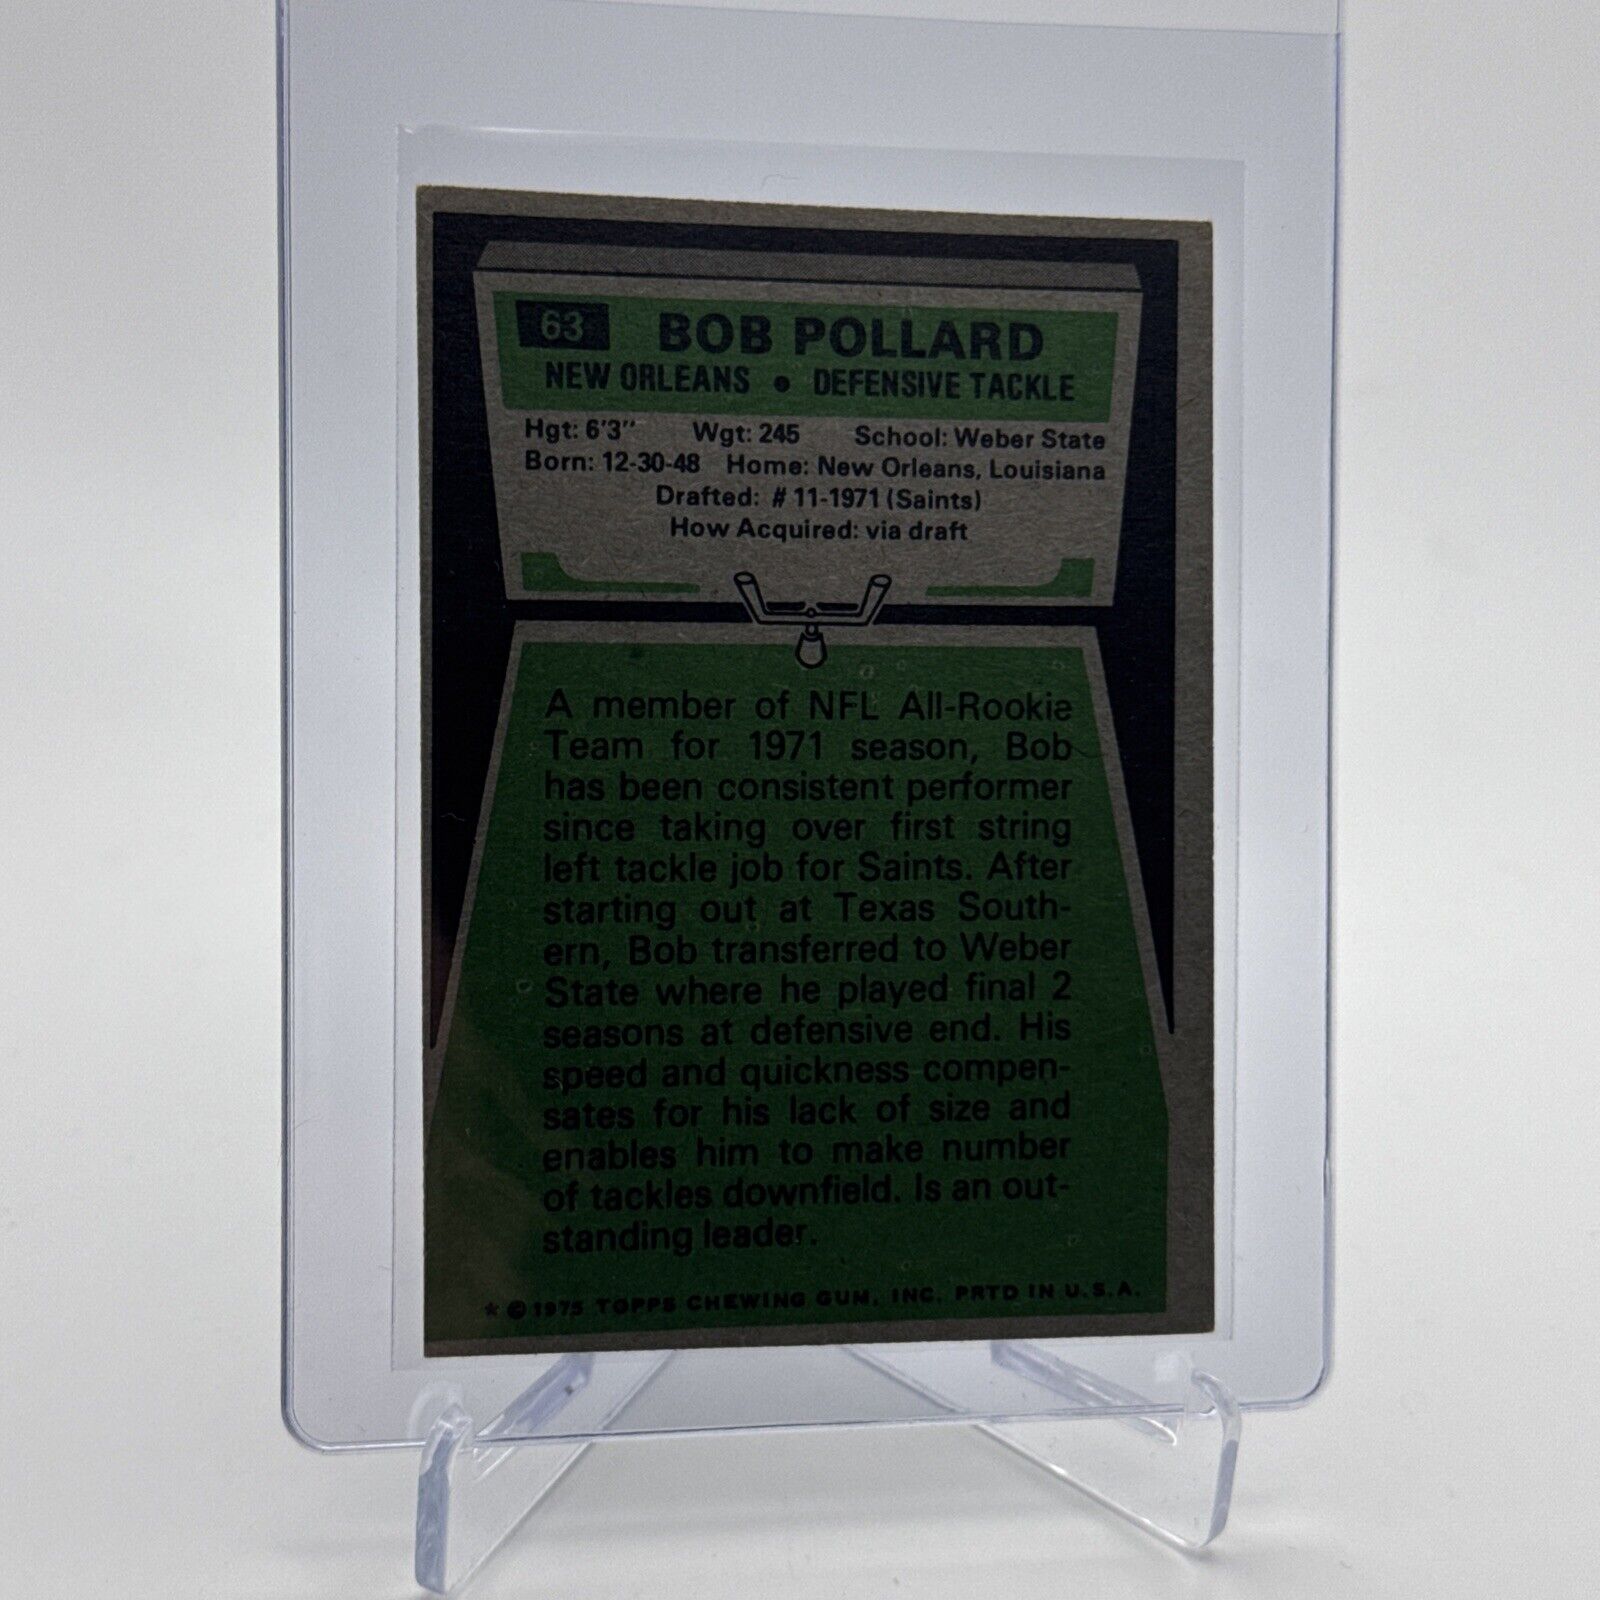 63 BOB POLLARD
NEW ORLEANS • DEFENSIVE TACKLE
Hgt: 6'3" Wgt: 245 School: Weber State
Born: 12-30-48 Home: New Orleans, Louisiana
Drafted: # 11-1971 (Saints)
How Acquired: via draft
A member of NFL All-Rookie
Team for 1971 season, Bob
has been consistent performer
since taking over first string
left tackle job for Saints. After
starting out at Texas South-
ern, Bob transferred to Weber
State where he played final 2
seasons at defensive end. His
speed and quickness compen-
sates for his lack of size and
enables him to make number
of tackles downfield. Is an out-
standing leader.
* © 1975 TOPPS CHEWING GUM, INC. PRTD IN U.S.A.